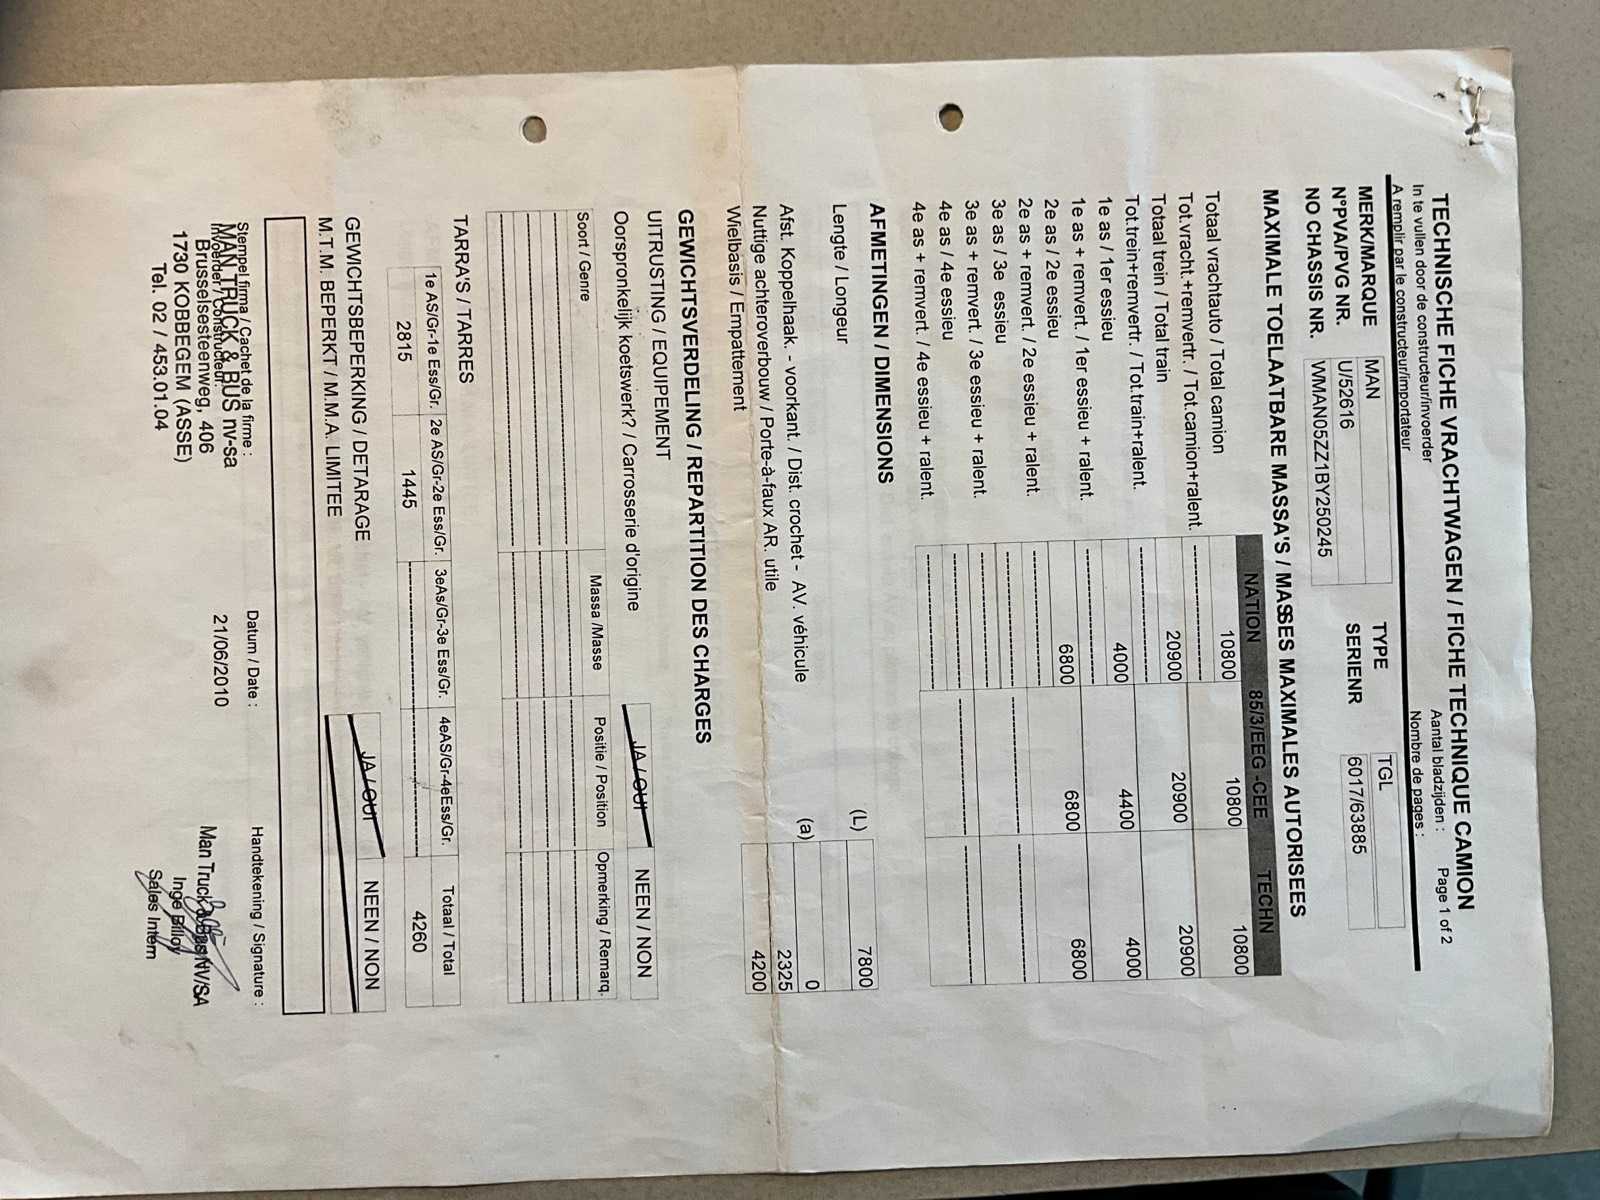 TECHNISCHE FICHE VRACHTWAGEN / FICHE TECHNIQUE CAMION
In te vullen door de constructeur/invoerder Aantal bladzijden : Page 1 of 2
A remplir par le constructeur/importateur Nombre de pages :
MERK/MARQUE MAN TYPE TGL
N°PVA/PVG NR. U/52616 SERIENR 6017/63885
NO CHASSIS NR. WMAN05ZZ1BY250245
MAXIMALE TOELAATBARE MASSA'S / MASSES MAXIMALES AUTORISEES
NATION 85/3/EEG -CEE TECHN
Totaal vrachtauto / Total camion 10800 10800 10800
Tot.vracht.+remvertr. / Tot.camion+ralent. ----------
Totaal trein / Total train 20900 20900 20900
Tot.trein+remvertr. / Tot.train+ralent. ----------
1e as / 1er essieu 4000 4400 4000
1e as + remvert. / 1er essieu + ralent. ----------
2e as / 2e essieu 6800 6800 6800
2e as + remvert. / 2e essieu + ralent. ----------
3e as / 3e essieu ---------- ---------- ----------
3e as + remvert. / 3e essieu + ralent. ----------
4e as / 4e essieu ---------- ---------- ----------
4e as + remvert. / 4e essieu + ralent. ----------
AFMETINGEN / DIMENSIONS
Lengte / Longeur (L) 7800
Afst. Koppelhaak. - voorkant. / Dist. crochet - AV. véhicule (a) 0
Nuttige achteroverbouw / Porte-à-faux AR. utile 2325
Wielbasis / Empattement 4200
GEWICHTSVERDELING / REPARTITION DES CHARGES
UITRUSTING / EQUIPEMENT
Oorspronkelijk koetswerk? / Carrosserie d'origine JA / OUI NEEN / NON
Soort / Genre Massa /Masse Positie / Position Opmerking / Remarq.
TARRA'S / TARRES
1e AS/Gr-1e Ess/Gr. 2e AS/Gr-2e Ess/Gr. 3eAs/Gr-3e Ess/Gr. 4eAS/Gr-4eEss/Gr. Totaal / Total
2815 1445 ---------- ---------- 4260
GEWICHTSBEPERKING / DETARAGE JA / OUI NEEN / NON
M.T.M. BEPERKT / M.M.A. LIMITEE
Stempel firma / Cachet de la firme : Datum / Date : Handtekening / Signature :
Invoerder / Constructeur:
MAN TRUCK & BUS nv-sa 21/06/2010 Man Truck & Bus NV/SA
Brusselsesteenweg, 406 Inge Billoy
1730 KOBBEGEM (ASSE) Sales Intern
Tel. 02 / 453.01.04